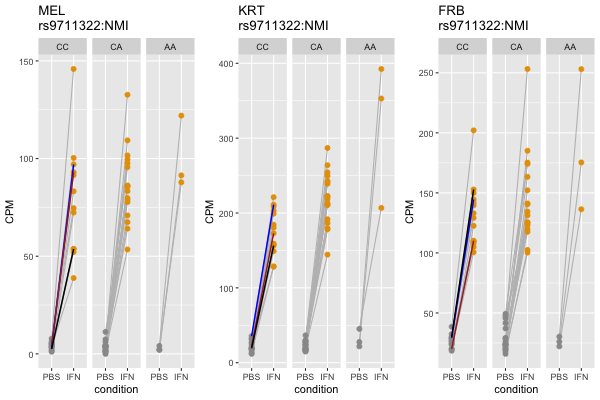 MEL
rs9711322:NMI
CC CA AA
150
100
50
0
CPM
PBS IFN PBS IFN PBS IFN
condition
KRT
rs9711322:NMI
CC CA AA
400
300
200
100
0
CPM
PBS IFN PBS IFN PBS IFN
condition
FRB
rs9711322:NMI
CC CA AA
250
200
150
100
50
CPM
PBS IFN PBS IFN PBS IFN
condition